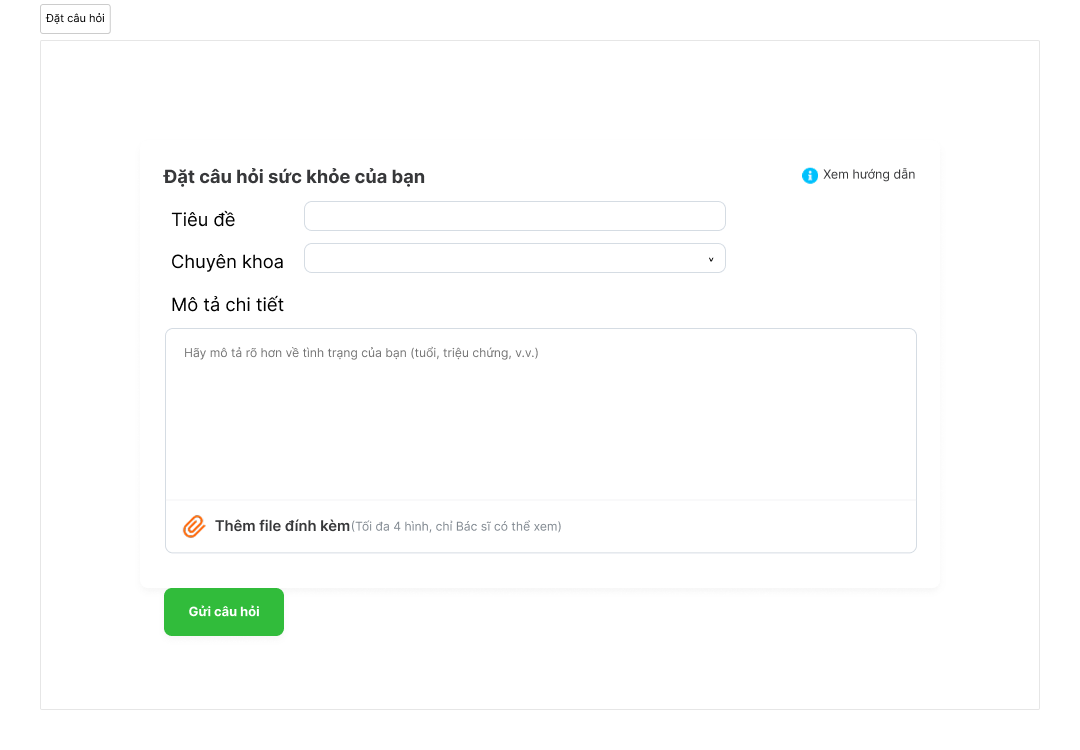 Đặt câu hỏi
Đặt câu hỏi sức khỏe của bạn
Xem hướng dẫn
Tiêu đề
Chuyên khoa
Mô tả chi tiết
Hãy mô tả rõ hơn về tình trạng của bạn (tuổi, triệu chứng, v.v.)
Thêm file đính kèm(Tối đa 4 hình, chỉ Bác sĩ có thể xem)
Gửi câu hỏi